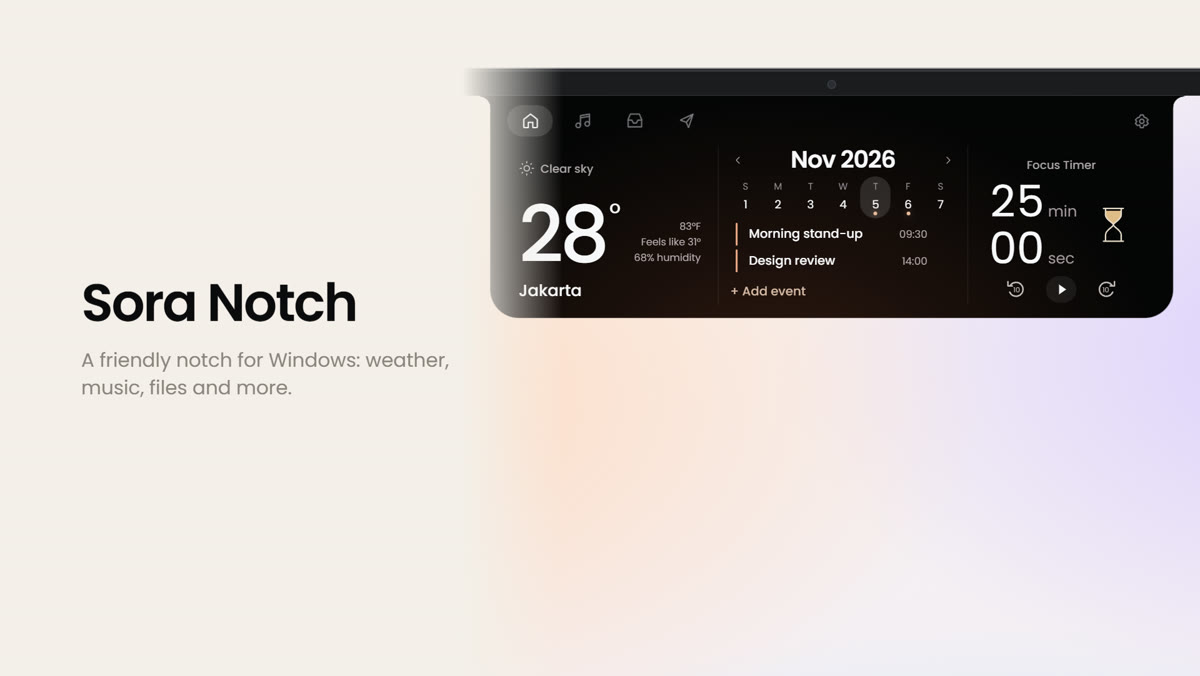 Sora Notch
A friendly notch for Windows: weather,
music, files and more.
Clear sky
28°
83°F
Feels like 31°
68% humidity
Jakarta
Nov 2026
S M T W T F S
1 2 3 4 5 6 7
Morning stand-up 09:30
Design review 14:00
+ Add event
Focus Timer
25 min
00 sec
10 10